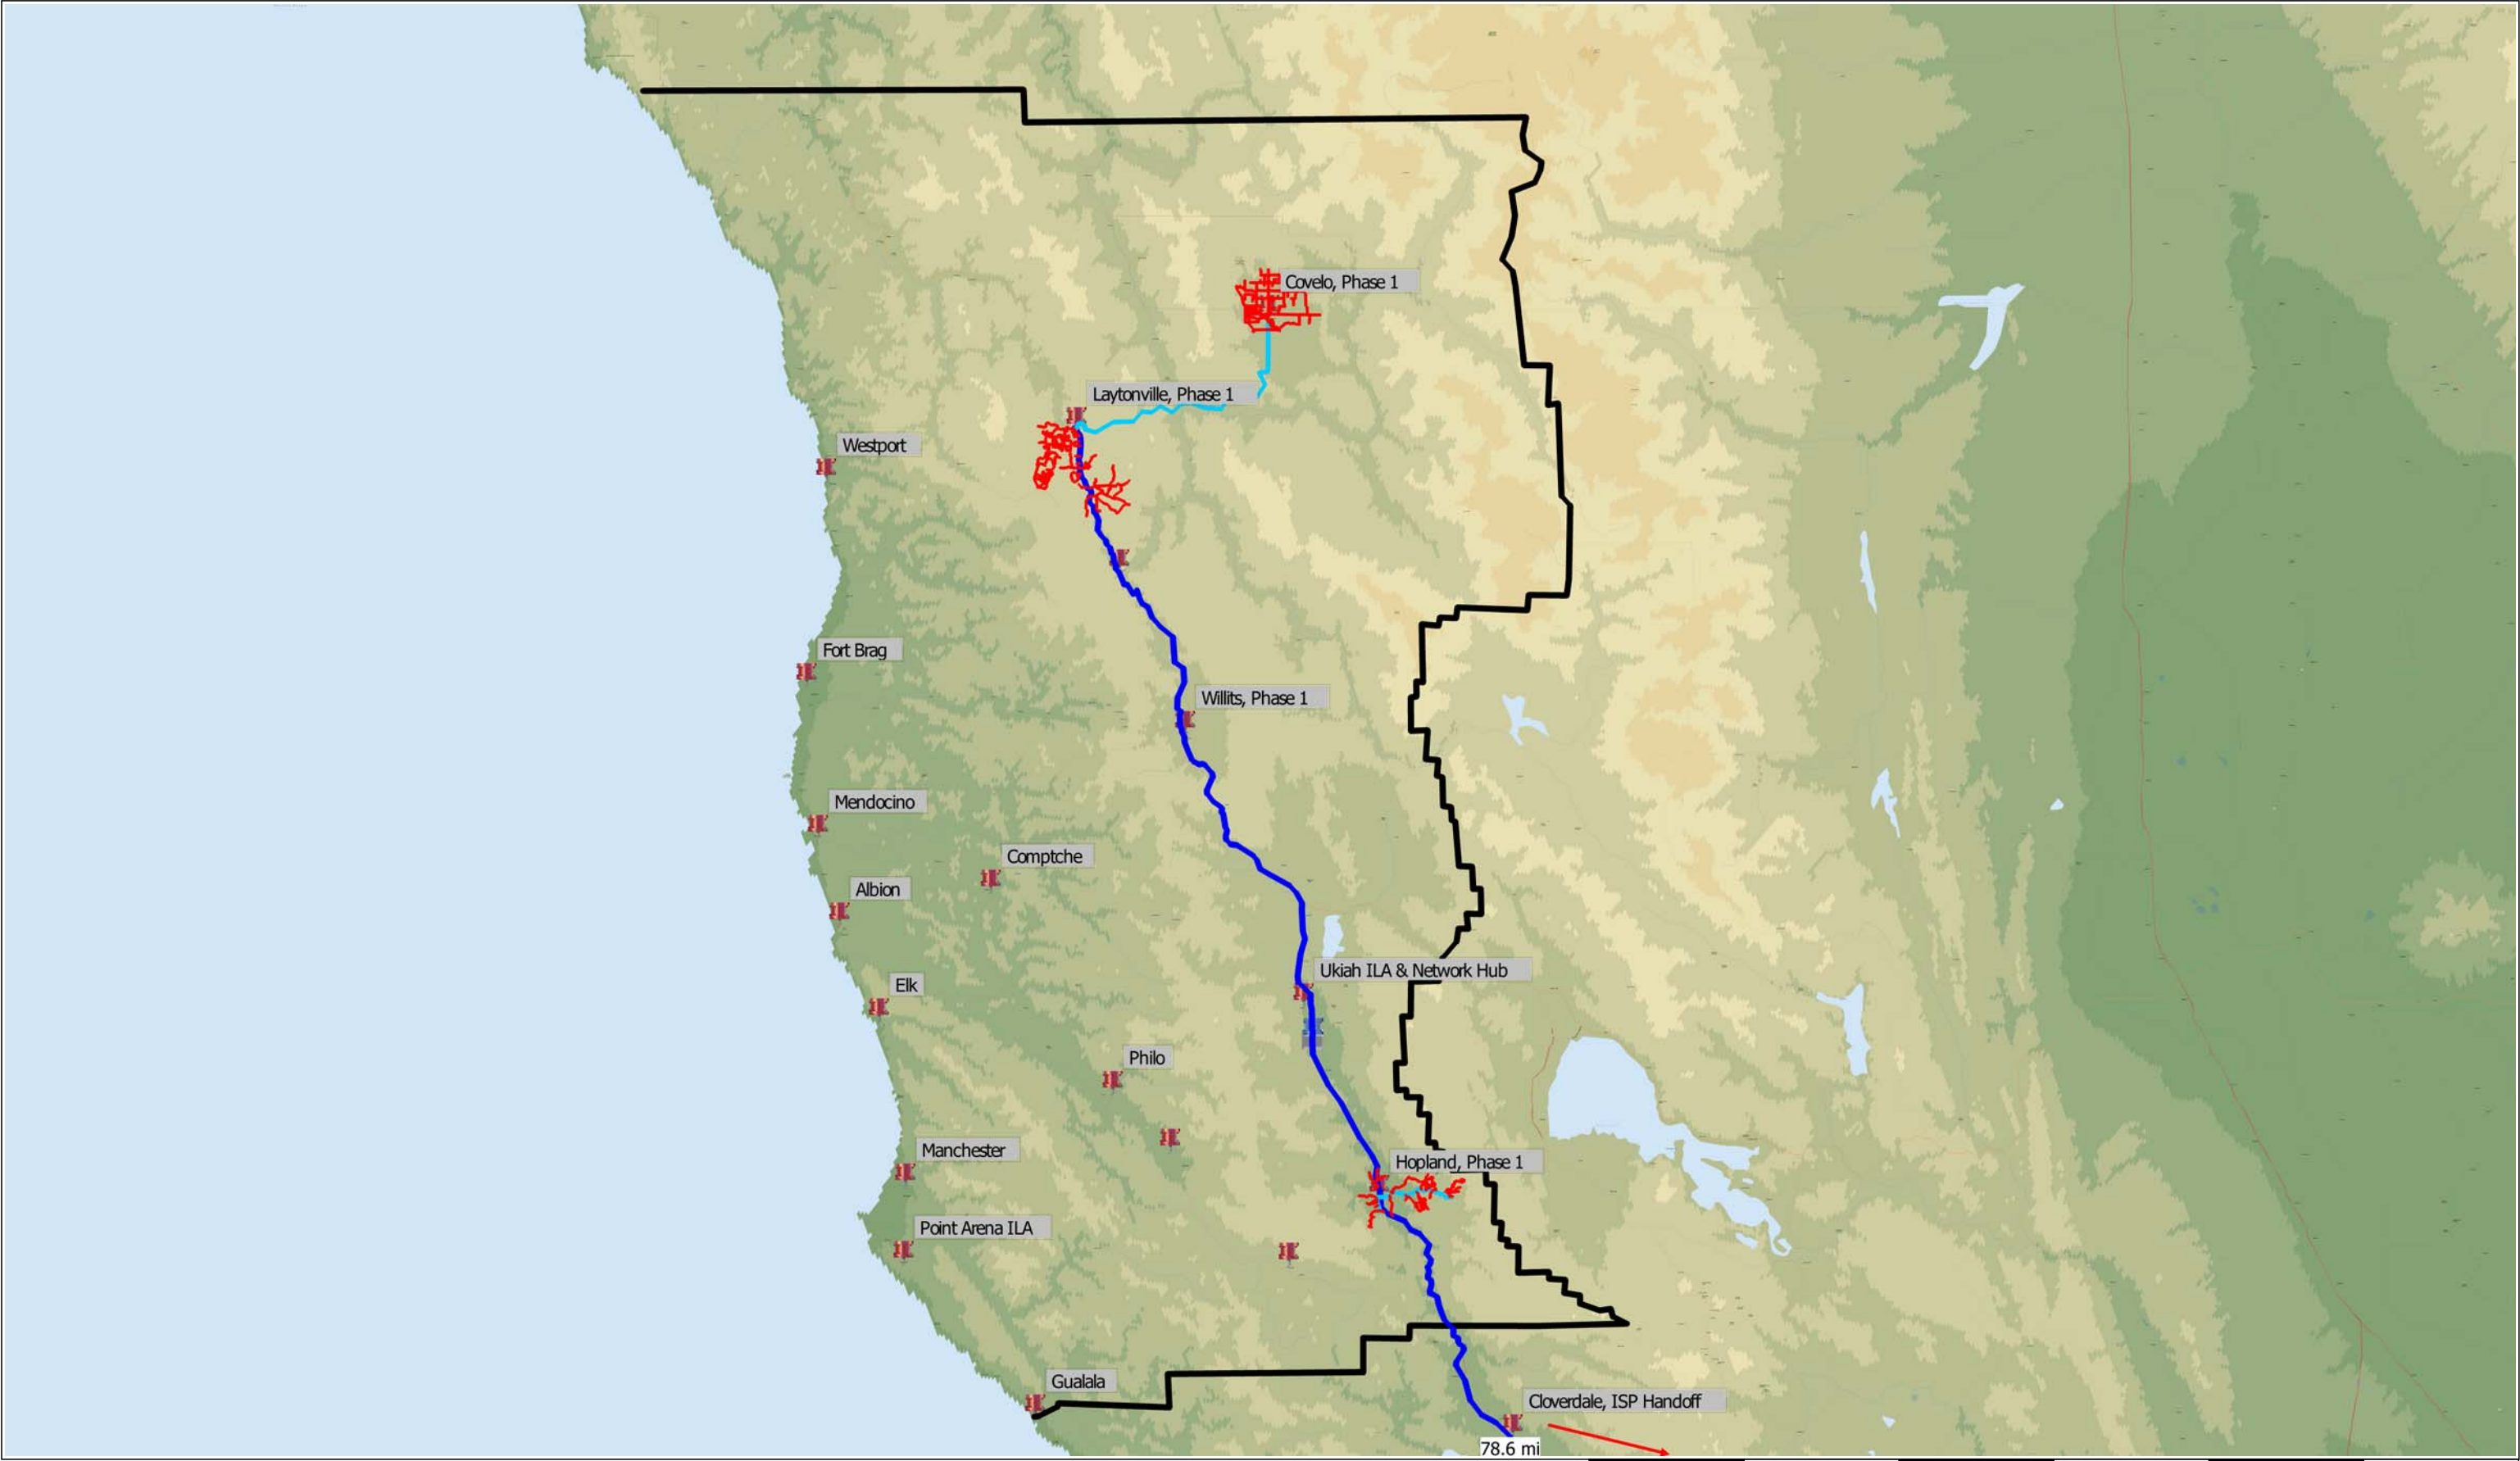 Covelo, Phase 1
Laytonville, Phase 1
Westport
Fort Brag
Willits, Phase 1
Mendocino
Comptche
Albion
Ukiah ILA & Network Hub
Elk
Philo
Manchester
Hopland, Phase 1
Point Arena ILA
Gualala
Cloverdale, ISP Handoff
78.6 mi